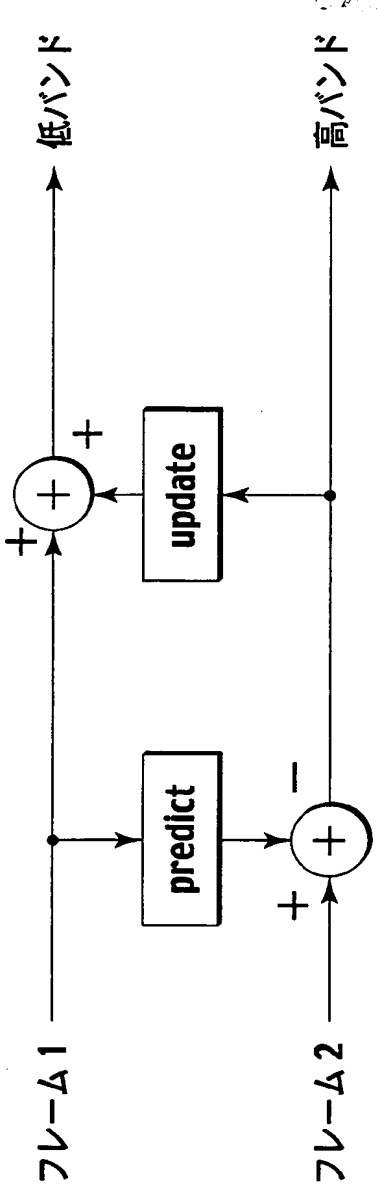 フレーム1
フレーム2
predict
update
低バンド
高バンド
+
+
+
+
−
+